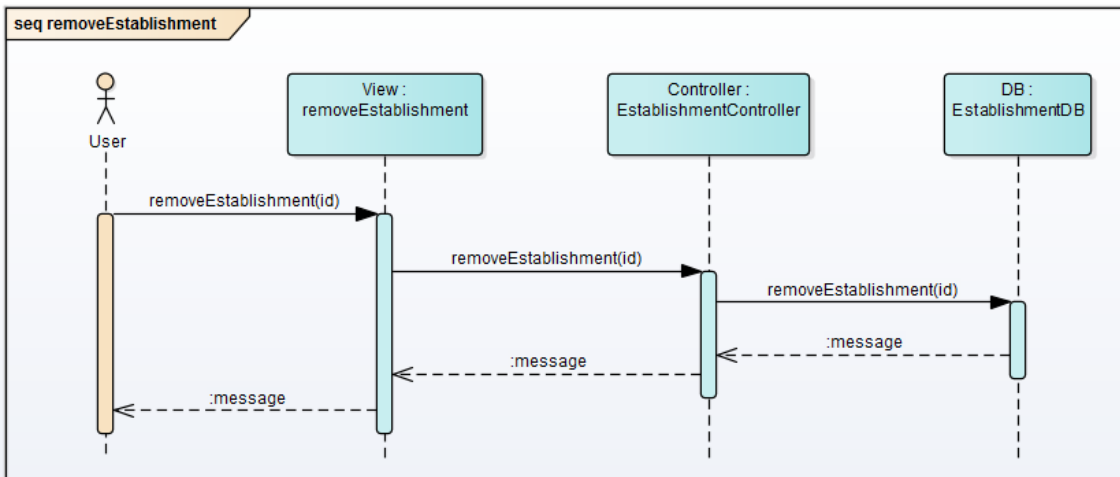 seq removeEstablishment
View :
removeEstablishment
Controller :
EstablishmentController
DB :
EstablishmentDB
User
removeEstablishment(id)
removeEstablishment(id)
removeEstablishment(id)
:message
:message
:message